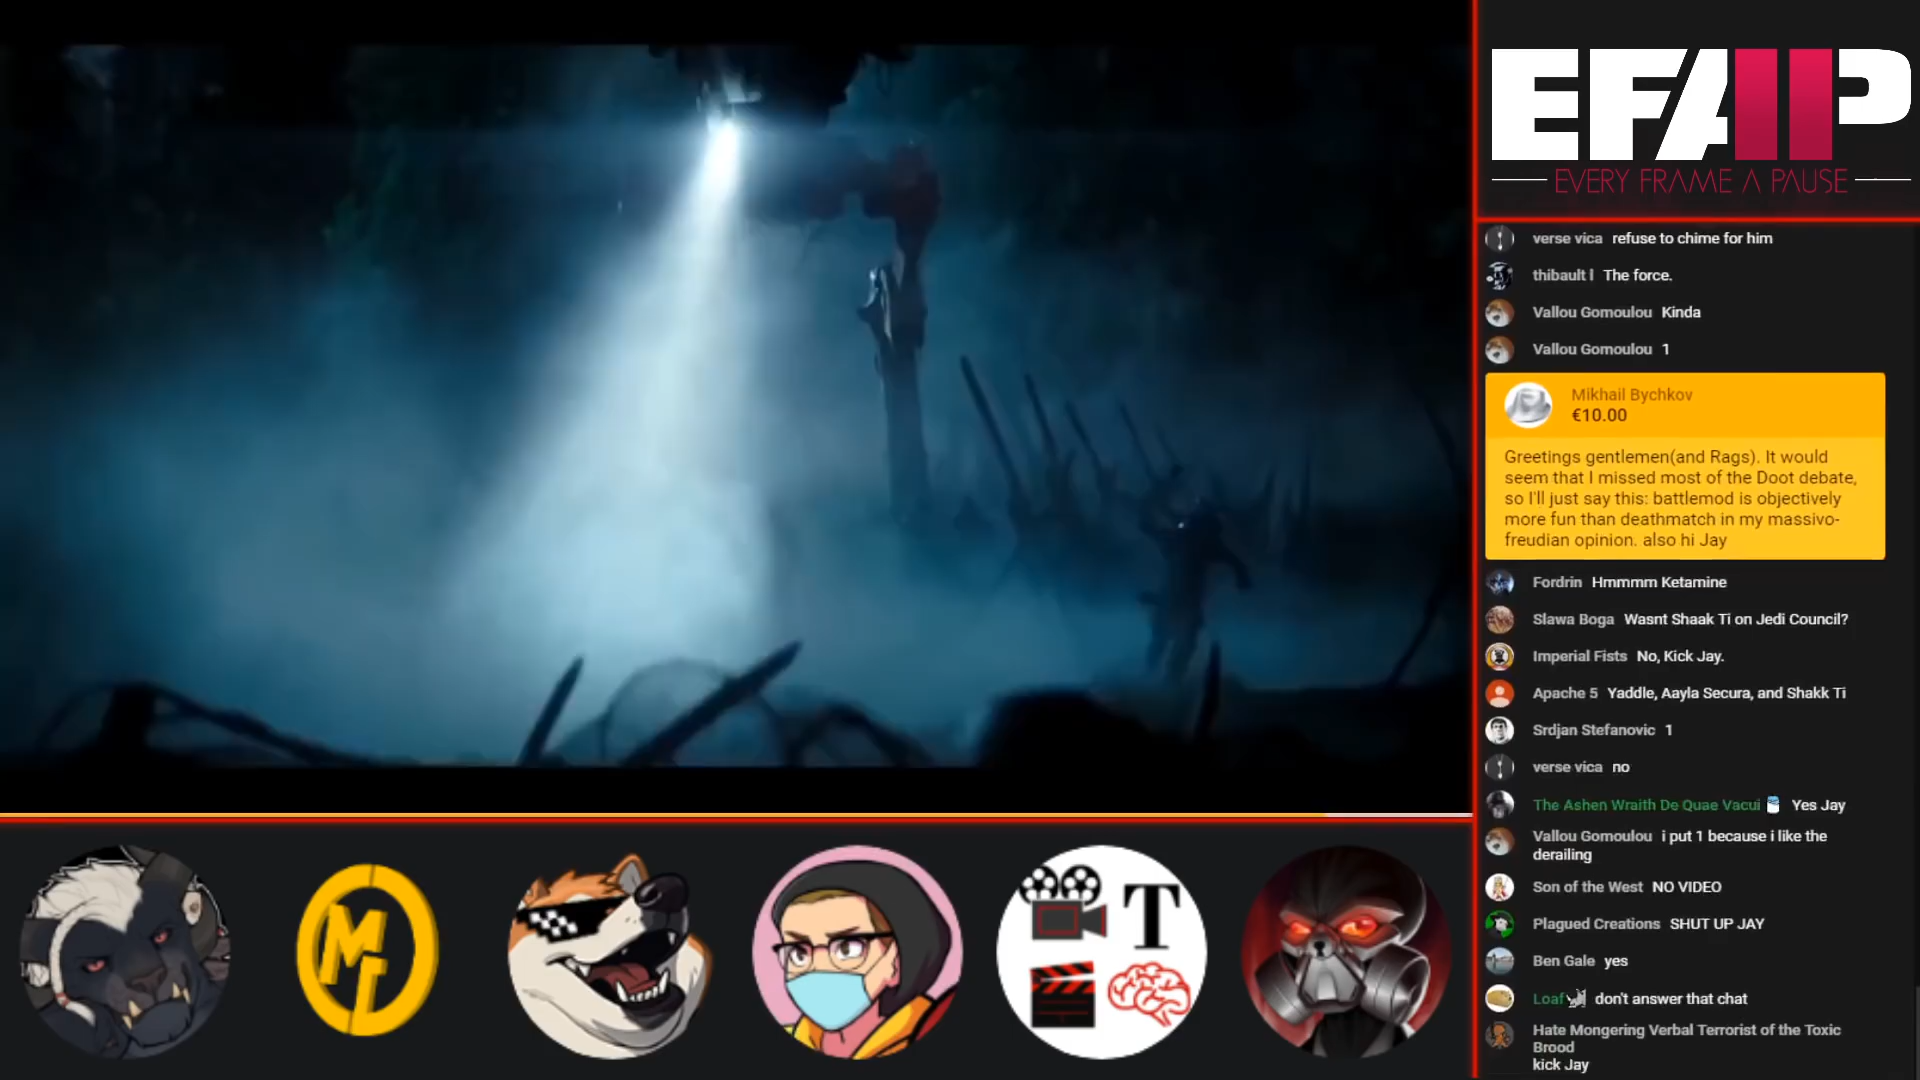 EFAP
EVERY FRAME A PAUSE
verse vica refuse to chime for him
thibault l The force.
Vallou Gomoulou Kinda
Vallou Gomoulou 1
Mikhail Bychkov
€10.00
Greetings gentlemen(and Rags). It would
seem that I missed most of the Doot debate,
so I'll just say this: battlemod is objectively
more fun than deathmatch in my massivo-
freudian opinion. also hi Jay
Fordrin Hmmmm Ketamine
Slawa Boga Wasnt Shaak Ti on Jedi Council?
Imperial Fists No, Kick Jay.
Apache 5 Yaddle, Aayla Secura, and Shakk Ti
Srdjan Stefanovic 1
verse vica no
The Ashen Wraith De Quae Vacui Yes Jay
Vallou Gomoulou i put 1 because i like the
derailing
Son of the West NO VIDEO
Plagued Creations SHUT UP JAY
Ben Gale yes
Loaf don't answer that chat
Hate Mongering Verbal Terrorist of the Toxic
Brood
kick Jay
T